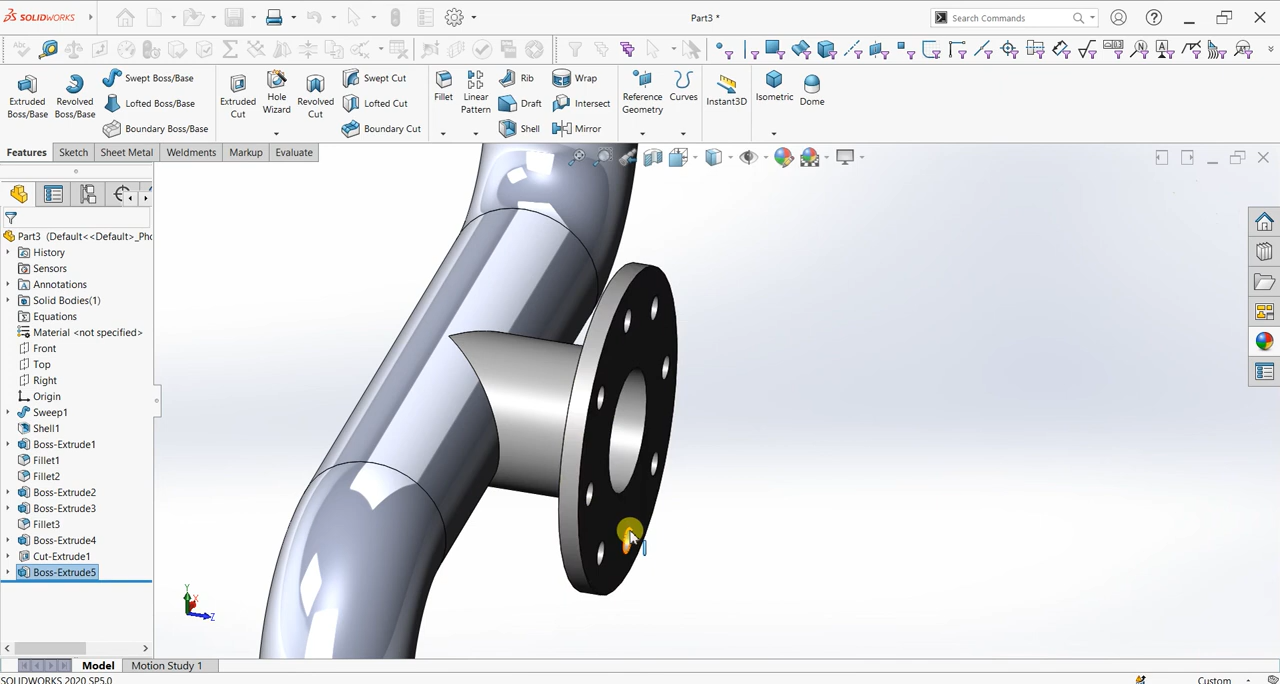 SOLIDWORKS
Part3 *
Search Commands
Extruded Boss/Base
Revolved Boss/Base
Swept Boss/Base
Lofted Boss/Base
Boundary Boss/Base
Extruded Cut
Hole Wizard
Revolved Cut
Swept Cut
Lofted Cut
Boundary Cut
Fillet
Linear Pattern
Rib
Draft
Shell
Wrap
Intersect
Mirror
Reference Geometry
Curves
Instant3D
Isometric
Dome
Features
Sketch
Sheet Metal
Weldments
Markup
Evaluate
Part3 (Default<<Default>_Pho
History
Sensors
Annotations
Solid Bodies(1)
Equations
Material <not specified>
Front
Top
Right
Origin
Sweep1
Shell1
Boss-Extrude1
Fillet1
Fillet2
Boss-Extrude2
Boss-Extrude3
Fillet3
Boss-Extrude4
Cut-Extrude1
Boss-Extrude5
Y
X
Z
Model
Motion Study 1
SOLIDWORKS 2020 SP5.0
Custom